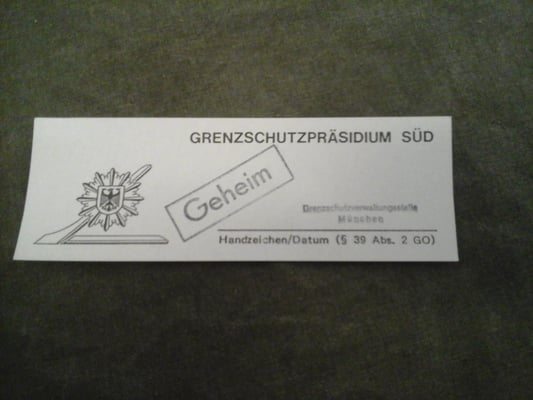 GRENZSCHUTZPRÄSIDIUM SÜD
Geheim
Grenzschutzverwaltungsstelle
München
Handzeichen/Datum (§ 39 Abs. 2 GO)